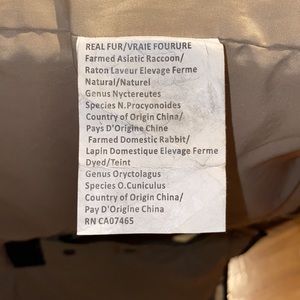 REAL FUR/VRAIE FOURURE
Farmed Asiatic Raccoon/
Raton Laveur Elevage Ferme
Natural/Naturel
Genus Nyctereutes
Species N.Procyonoides
Country of Origin China/
Pays D'Origine Chine
Farmed Domestic Rabbit/
Lapin Domestique Elevage Ferme
Dyed/Teint
Genus Oryctolagus
Species O.Cuniculus
Country of Origin China/
Pay D'Origine China
RN CA07465